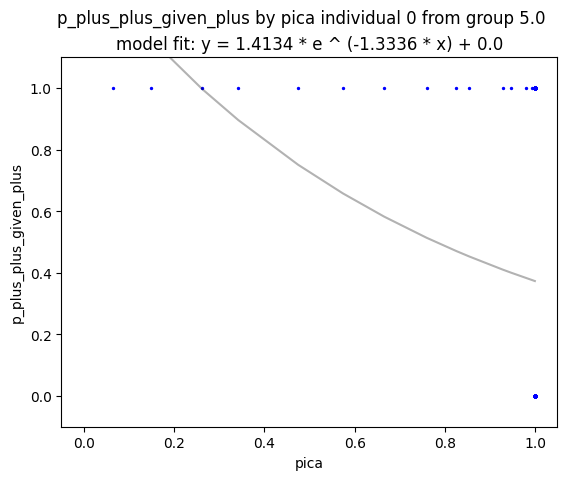 p_plus_plus_given_plus by pica individual 0 from group 5.0
model fit: y = 1.4134 * e ^ (-1.3336 * x) + 0.0
1.0
0.8
0.6
0.4
0.2
0.0
p_plus_plus_given_plus
0.0 0.2 0.4 0.6 0.8 1.0
pica